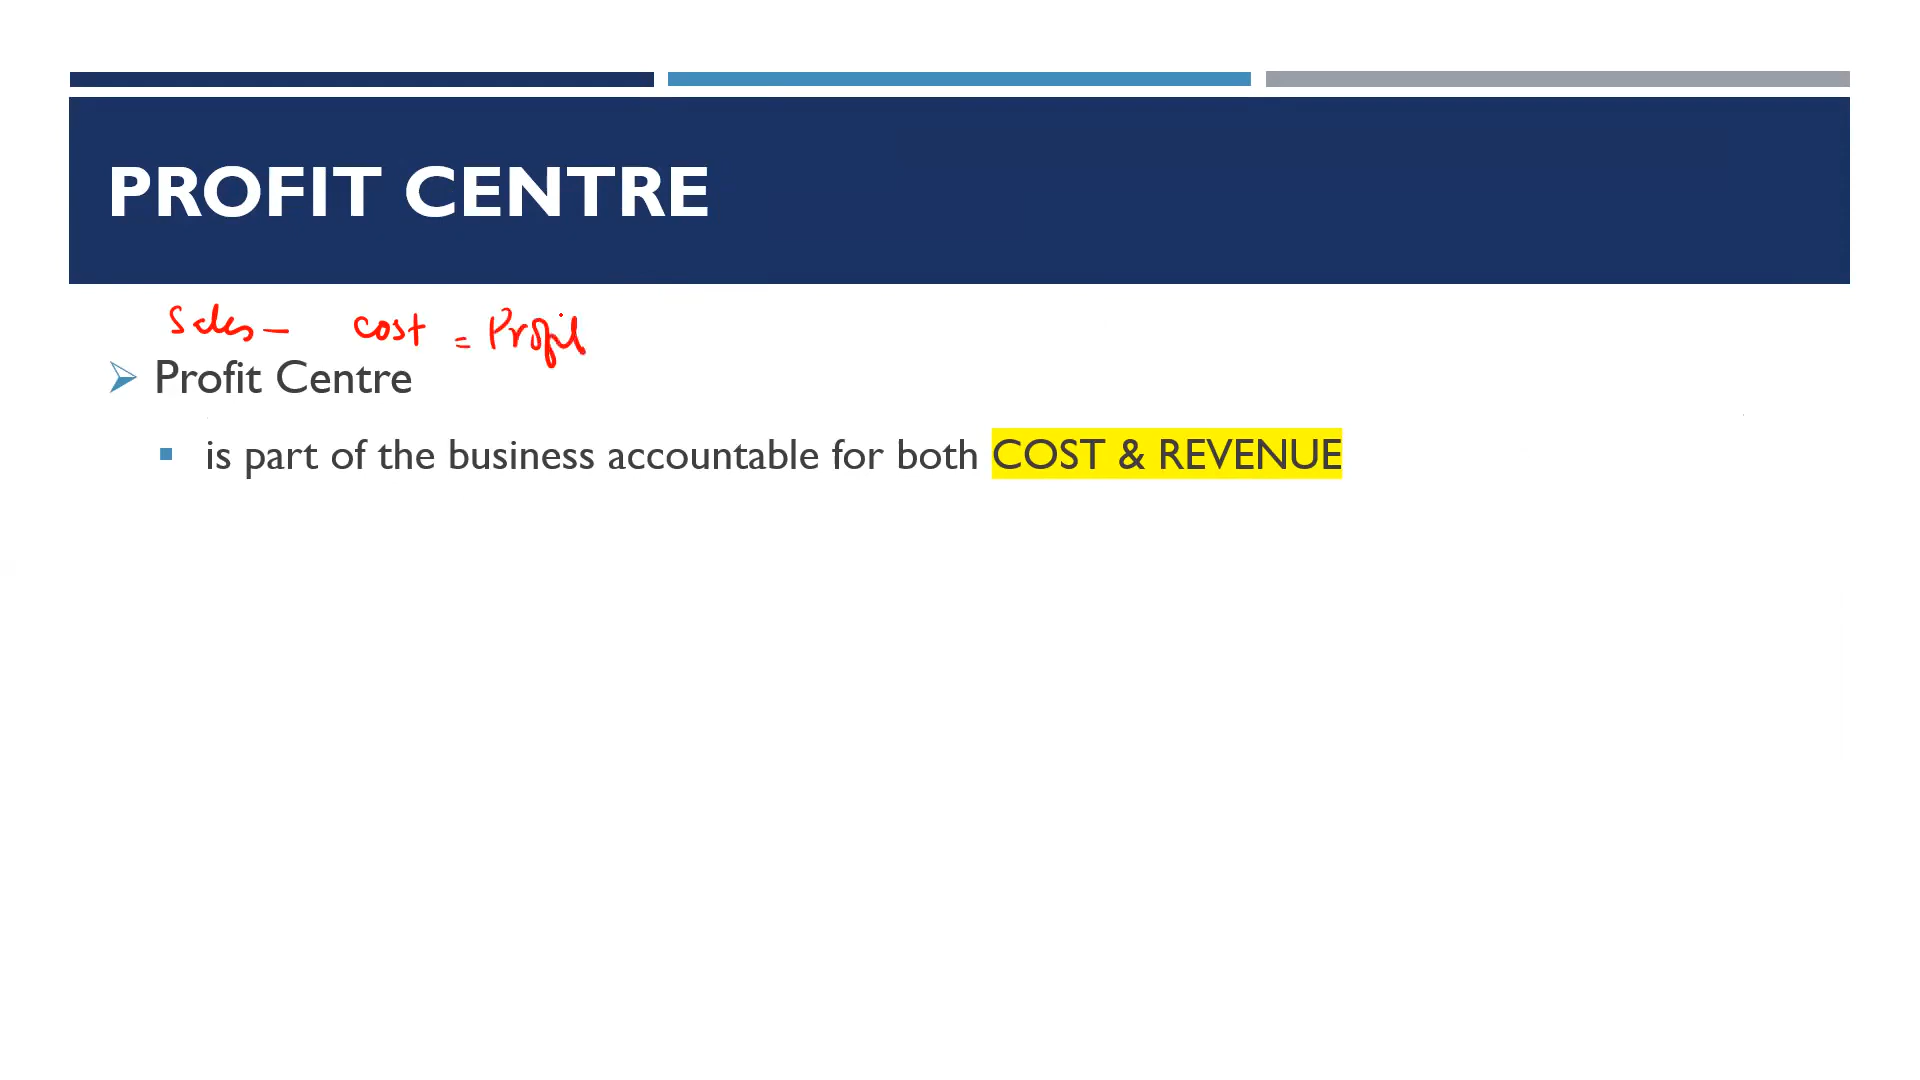 PROFIT CENTRE
Sales - cost = Profit
Profit Centre
is part of the business accountable for both COST & REVENUE